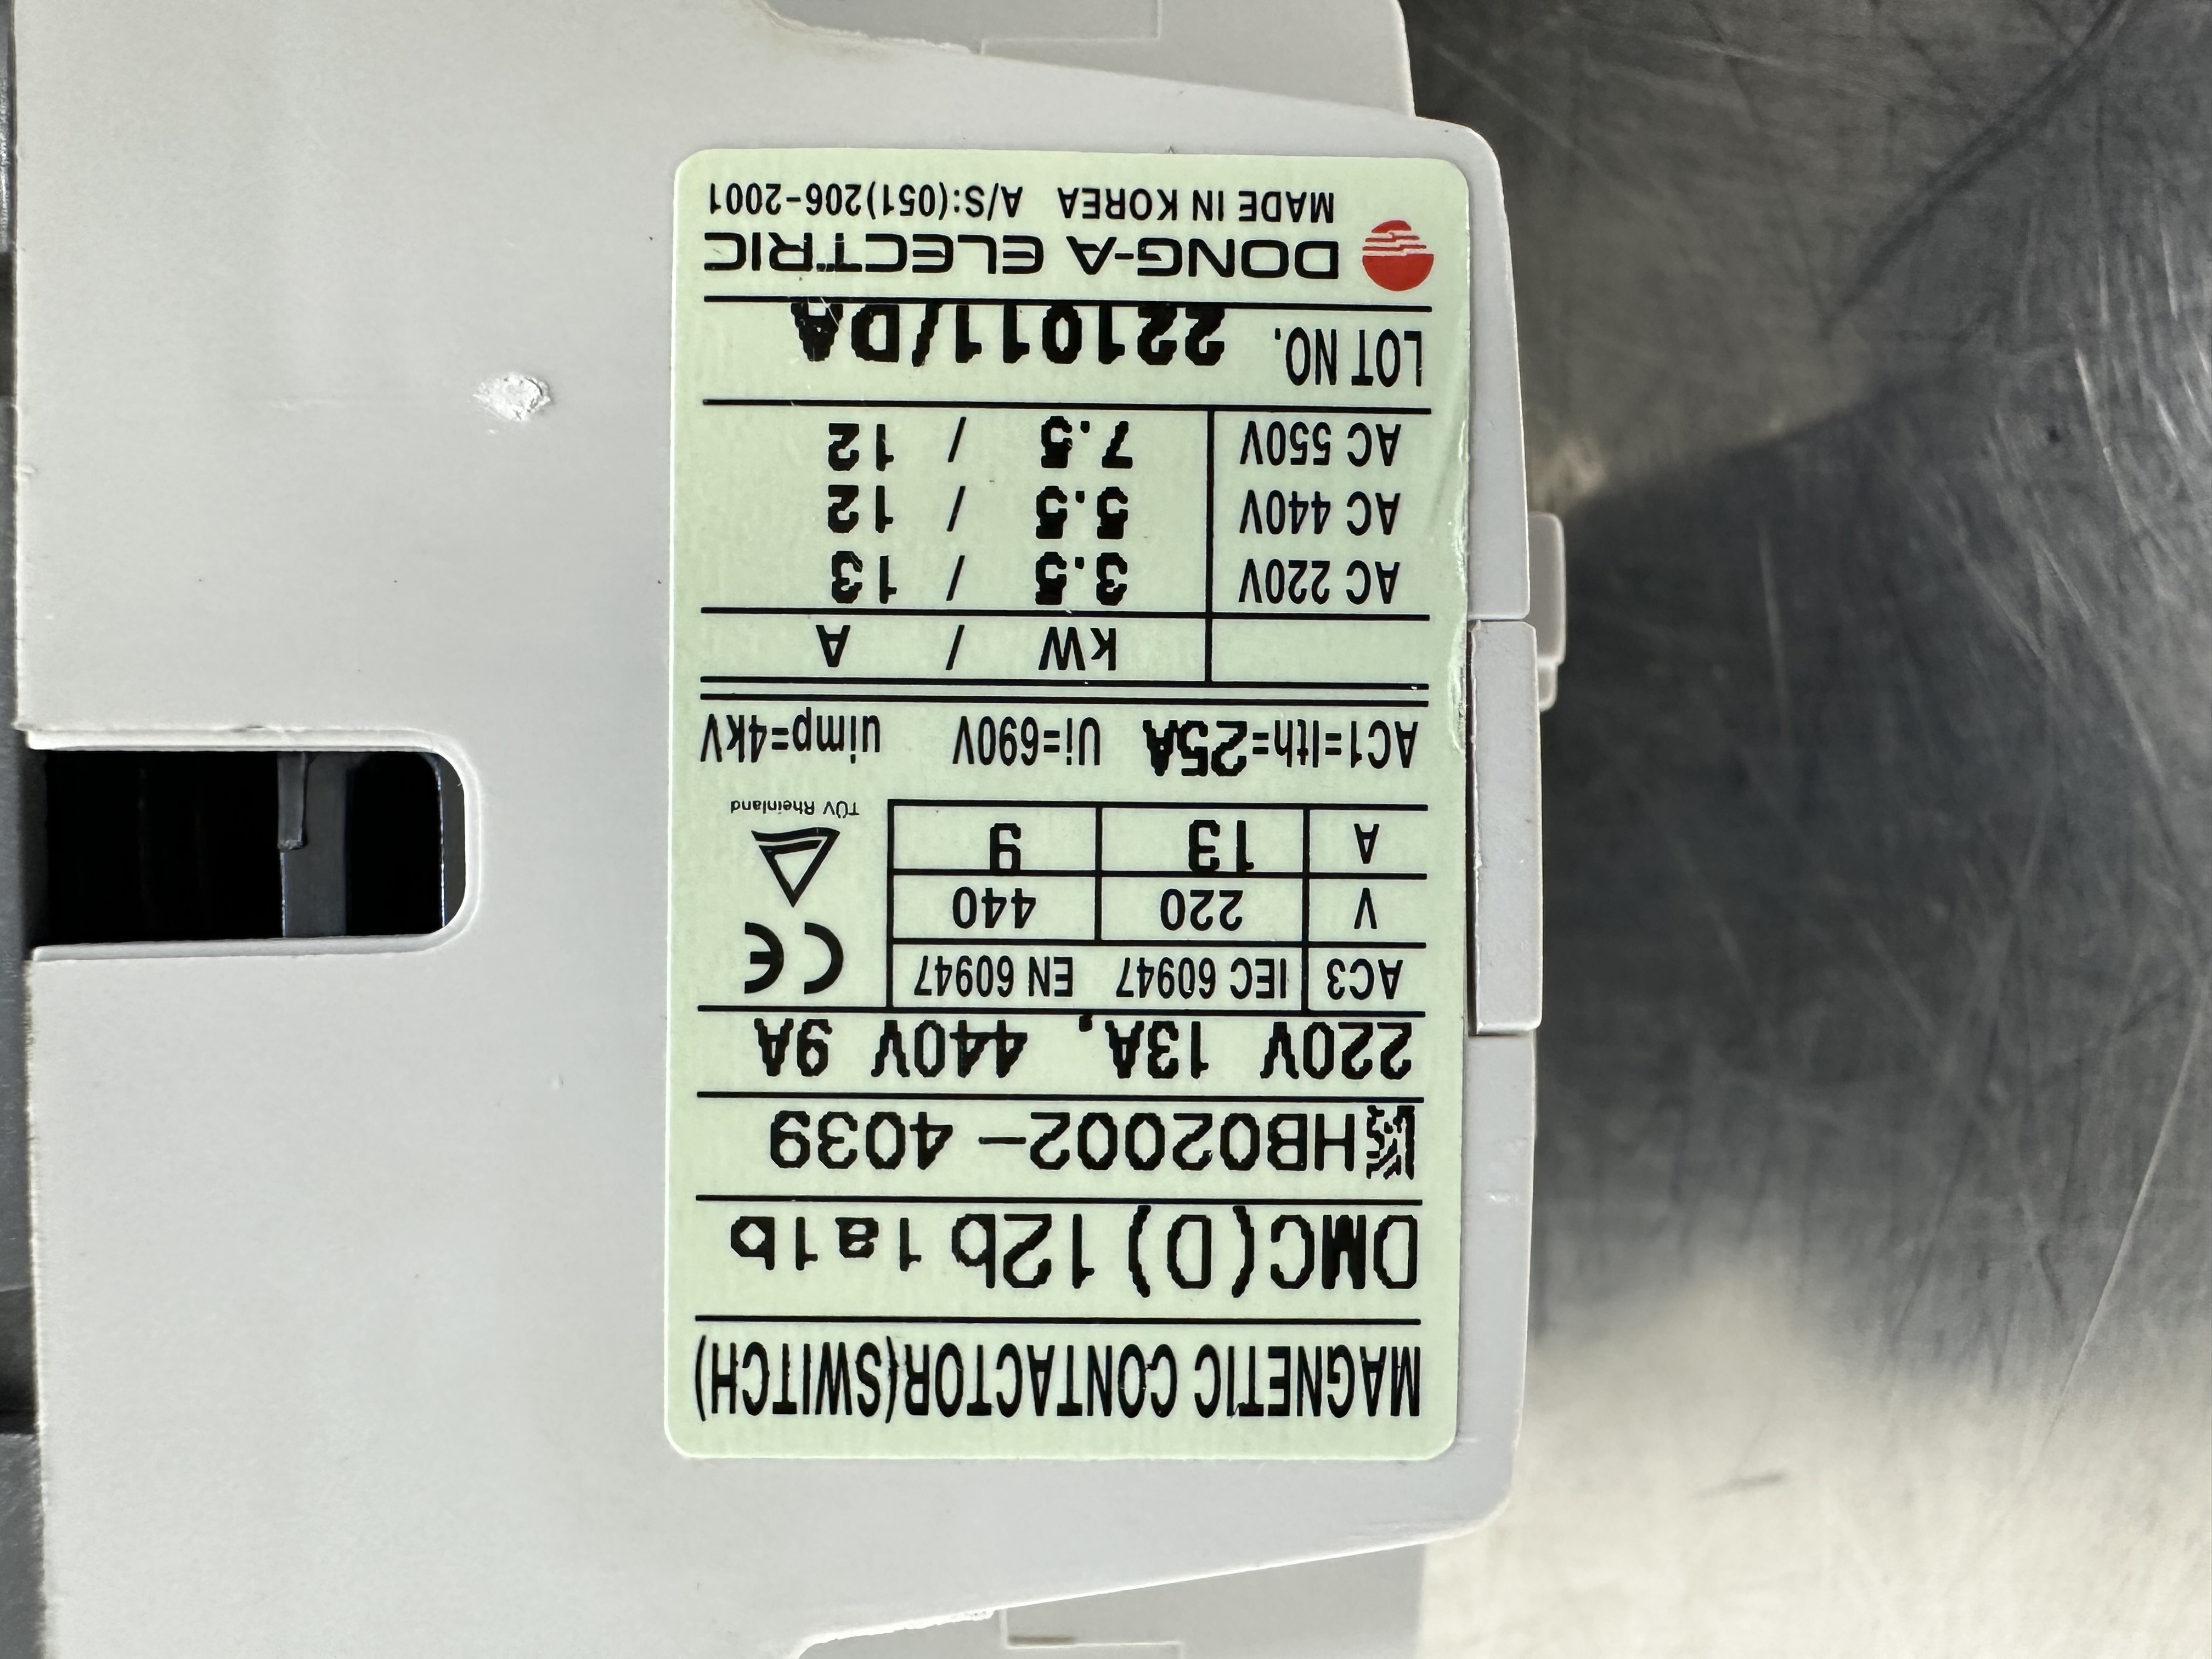 MAGNETIC CONTACTOR(SWITCH)
DMC(D)12b 1a1b
HB02002-4039
220V 13A, 440V 9A
AC3 IEC 60947 EN 60947
V 220 440
A 13 9
CE
TÜV Rheinland
AC1=Ith=25A Ui=690V uimp=4kV
kW / A
AC 220V 3.5 / 13
AC 440V 5.5 / 12
AC 550V 7.5 / 12
LOT NO. 221011/DA
DONG-A ELECTRIC
MADE IN KOREA A/S:(051)206-2001